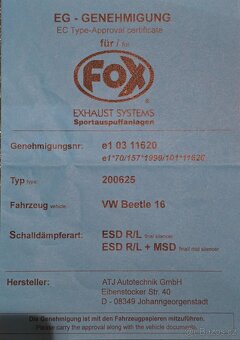 EG - GENEHMIGUNG
EC Type-Approval certificate
für / for
FOX
EXHAUST SYSTEMS
Sportauspuffanlagen
Genehmigungsnr: e1 03 11620
e1*70/157*1999/101*11620
Typ type: 200625
Fahrzeug vehicle: VW Beetle 16
Schalldämpferart: ESD R/L final silencer
ESD R/L + MSD final/ mid silencer
Hersteller: ATJ Autotechnik GmbH
Eibenstocker Str. 40
D - 08349 Johanngeorgenstadt
Die Genehmigung ist mit den Fahrzeugpapieren mitzuführen.
Please carry the approval along with the vehicle documents.